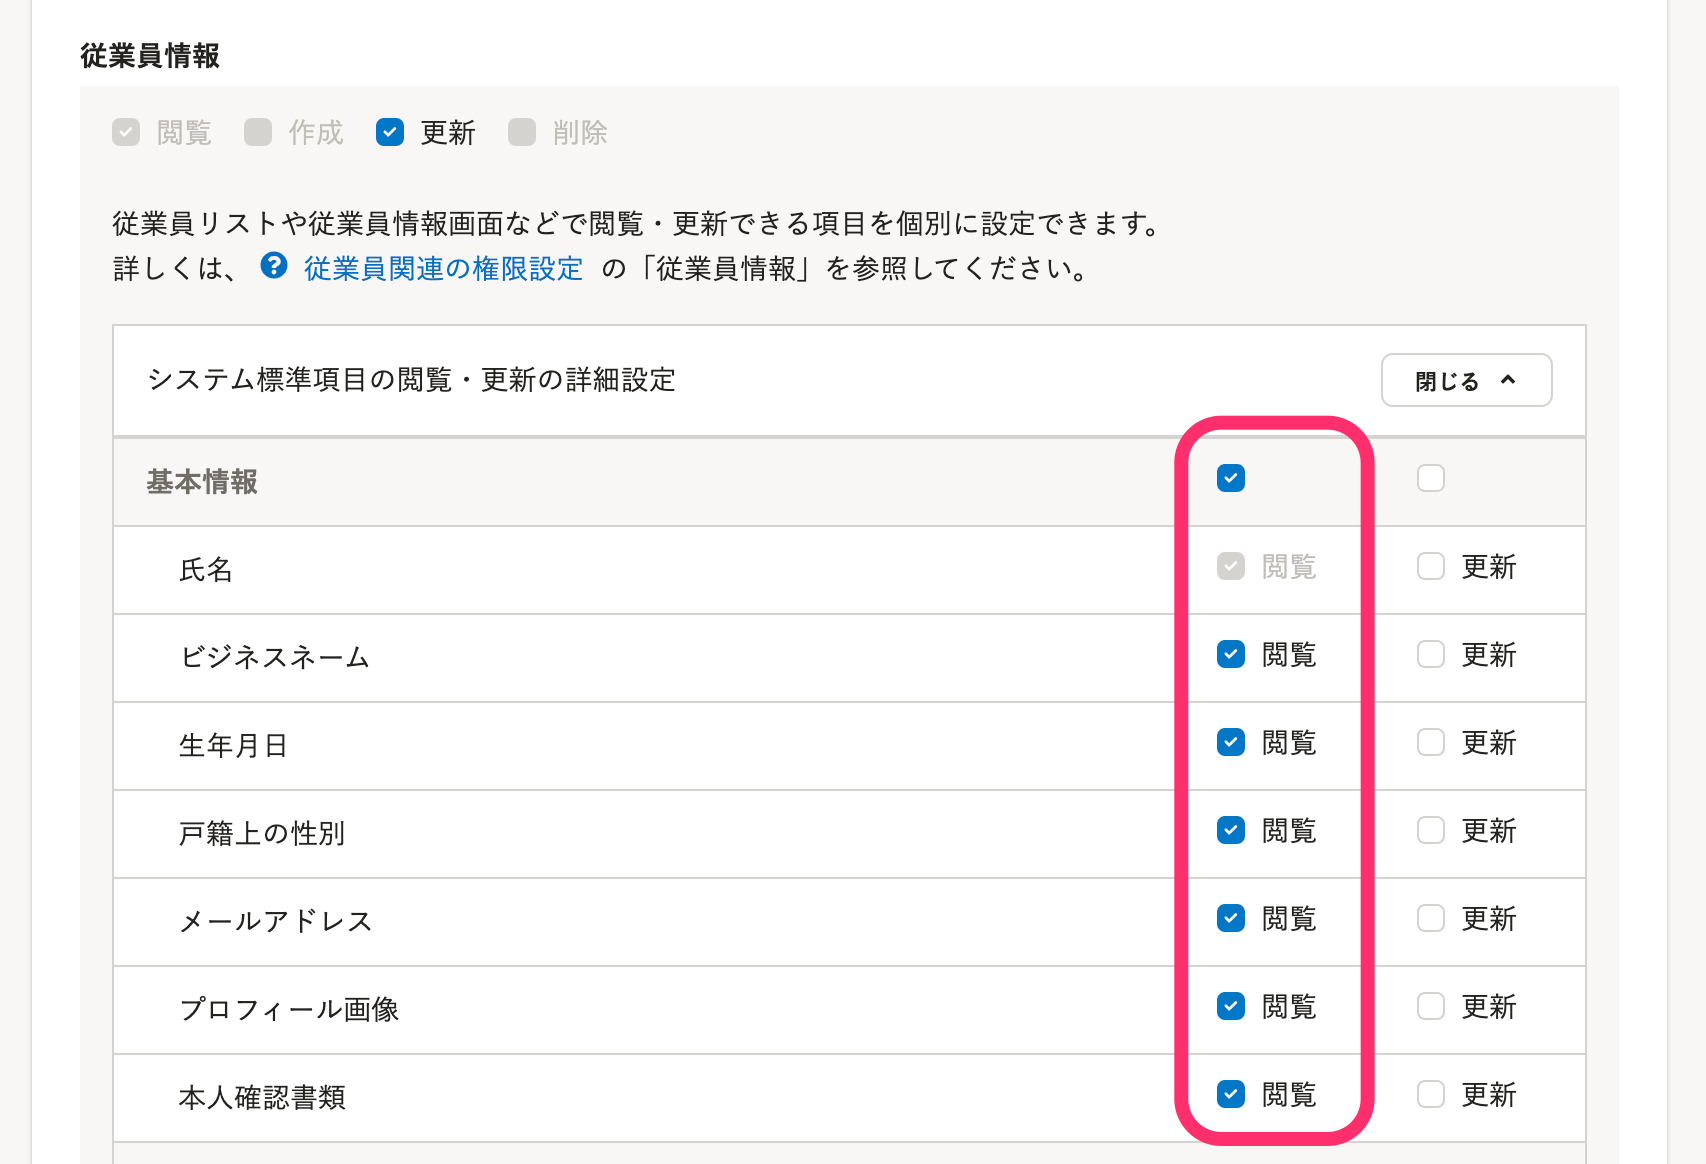 従業員情報
閲覧 作成 更新 削除
従業員リストや従業員情報画面などで閲覧・更新できる項目を個別に設定できます。
詳しくは、 ? 従業員関連の権限設定 の「従業員情報」を参照してください。
システム標準項目の閲覧・更新の詳細設定 閉じる
基本情報
氏名 閲覧 更新
ビジネスネーム 閲覧 更新
生年月日 閲覧 更新
戸籍上の性別 閲覧 更新
メールアドレス 閲覧 更新
プロフィール画像 閲覧 更新
本人確認書類 閲覧 更新